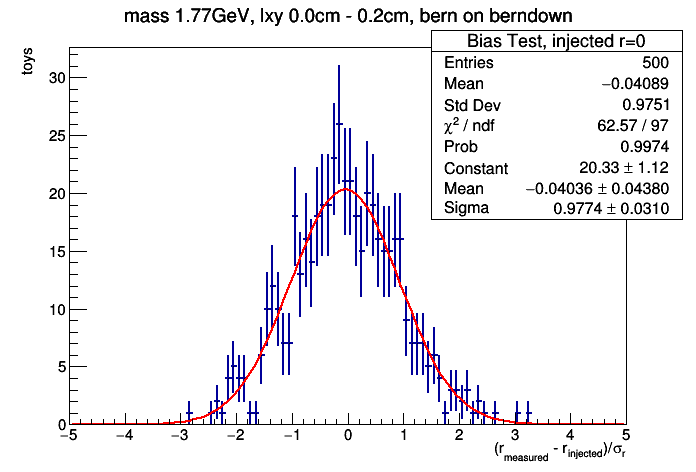 mass 1.77GeV, lxy 0.0cm - 0.2cm, bern on berndown
toys
Bias Test, injected r=0
Entries 500
Mean −0.04089
Std Dev 0.9751
χ² / ndf 62.57 / 97
Prob 0.9974
Constant 20.33 ± 1.12
Mean −0.04036 ± 0.04380
Sigma 0.9774 ± 0.0310
30
25
20
15
10
5
0
−5 −4 −3 −2 −1 0 1 2 3 4 5
(r_measured - r_injected)/σ_r